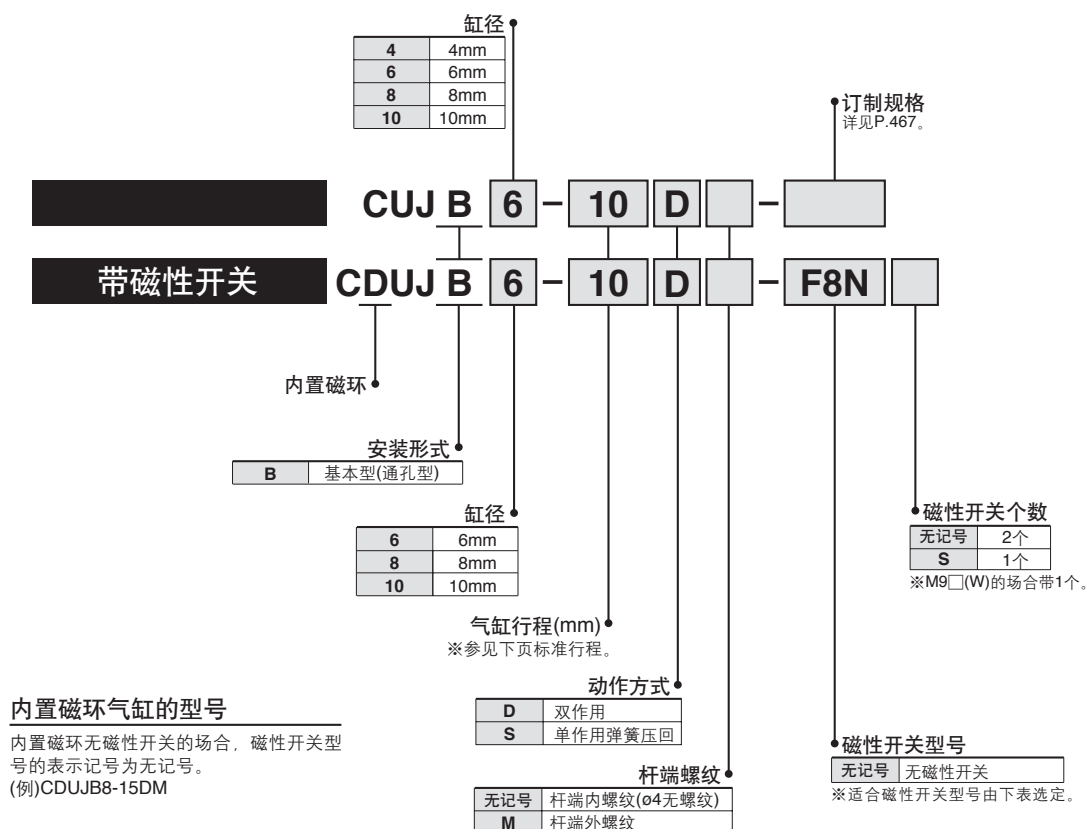 缸径
4 4mm
6 6mm
8 8mm
10 10mm
订制规格
详见P.467。
CUJ B 6 - 10 D -
带磁性开关 CDUJ B 6 - 10 D - F8N
内置磁环
安装形式
B 基本型(通孔型)
缸径
6 6mm
8 8mm
10 10mm
磁性开关个数
无记号 2个
S 1个
※M9□(W)的场合带1个。
气缸行程(mm)
※参见下页标准行程。
动作方式
D 双作用
S 单作用弹簧压回
内置磁环气缸的型号
内置磁环无磁性开关的场合，磁性开关型
号的表示记号为无记号。
(例)CDUJB8-15DM
磁性开关型号
无记号 无磁性开关
※适合磁性开关型号由下表选定。
杆端螺纹
无记号 杆端内螺纹(ø4无螺纹)
M 杆端外螺纹